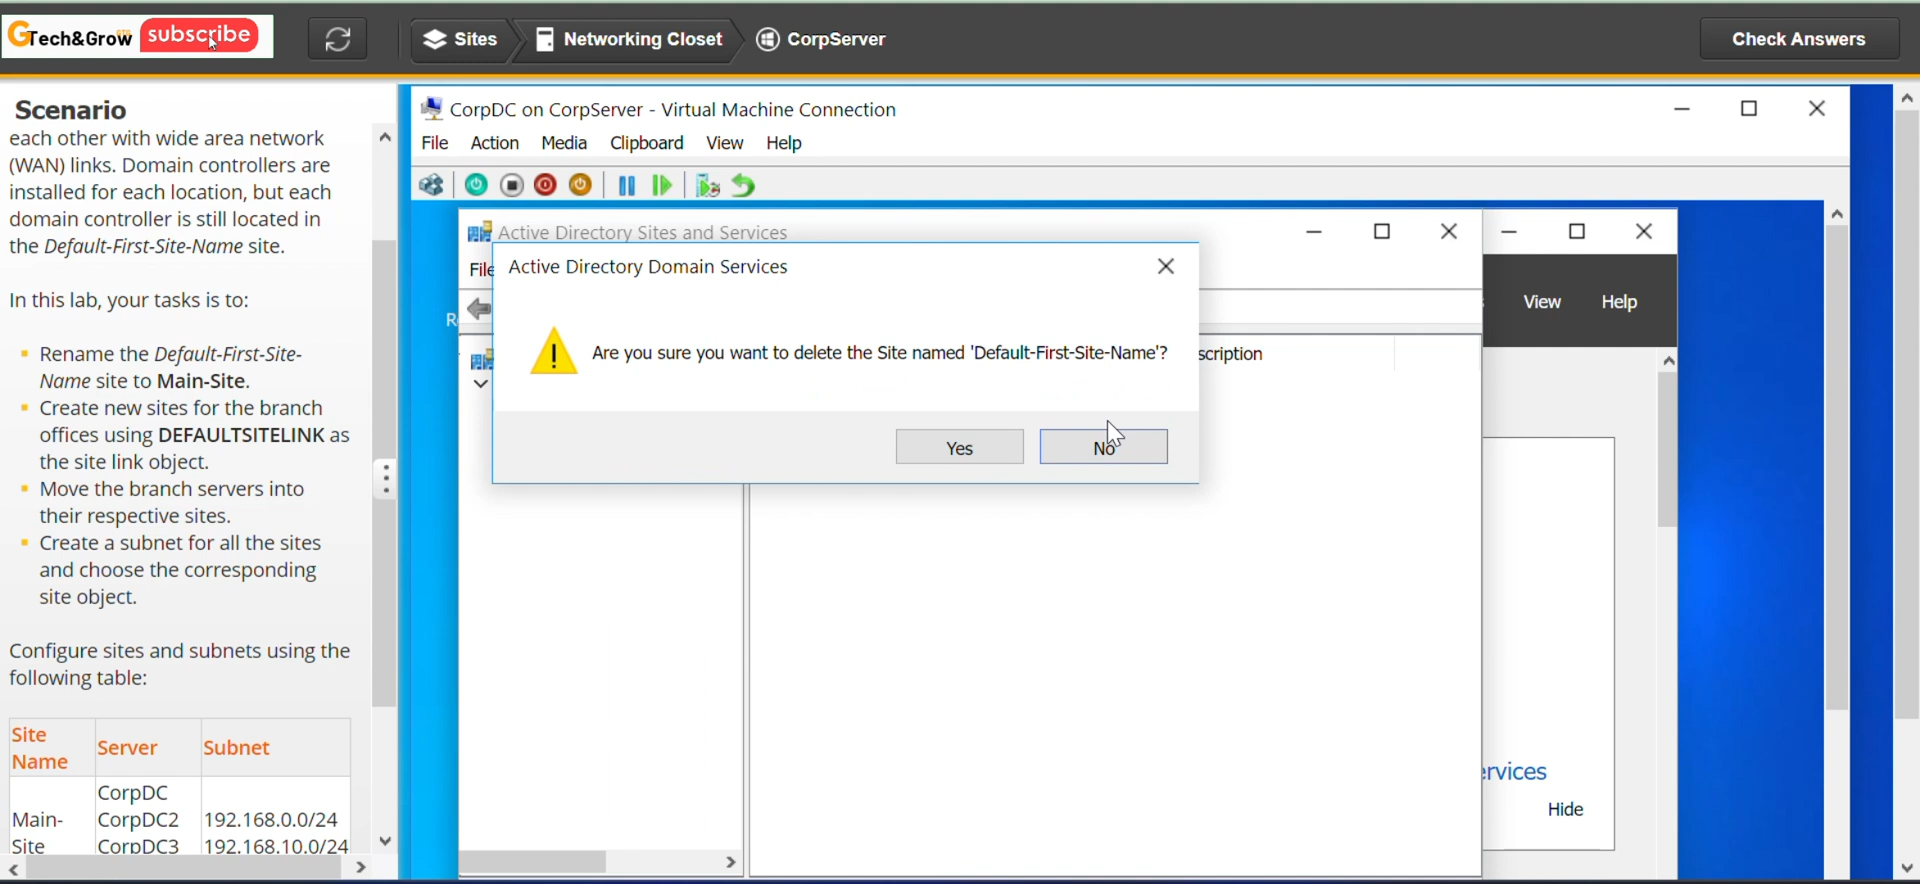 GTech&Grow subscribe
Sites
Networking Closet
CorpServer
Check Answers
Scenario
each other with wide area network
(WAN) links. Domain controllers are
installed for each location, but each
domain controller is still located in
the Default-First-Site-Name site.
In this lab, your tasks is to:
Rename the Default-First-Site-
Name site to Main-Site.
Create new sites for the branch
offices using DEFAULTSITELINK as
the site link object.
Move the branch servers into
their respective sites.
Create a subnet for all the sites
and choose the corresponding
site object.
Configure sites and subnets using the
following table:
Site
Name
Server
Subnet
Main-
Site
CorpDC
CorpDC2
CorpDC3
192.168.0.0/24
192.168.10.0/24
CorpDC on CorpServer - Virtual Machine Connection
File Action Media Clipboard View Help
Active Directory Sites and Services
File
R
Active Directory Domain Services
Are you sure you want to delete the Site named 'Default-First-Site-Name'?
Yes
No
scription
View
Help
ervices
Hide